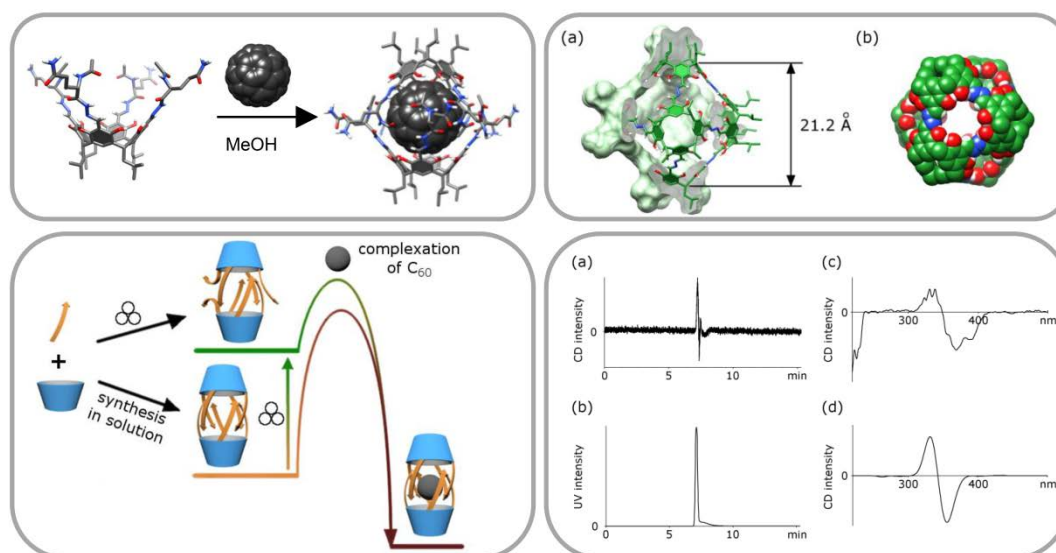 MeOH
(a)
(b)
21.2 Å
complexation
of C60
+
synthesis
in solution
(a)
CD intensity
0
0
5
10
min
(b)
UV intensity
0
0
5
10
min
(c)
CD intensity
0
300
400
nm
(d)
CD intensity
0
300
400
nm